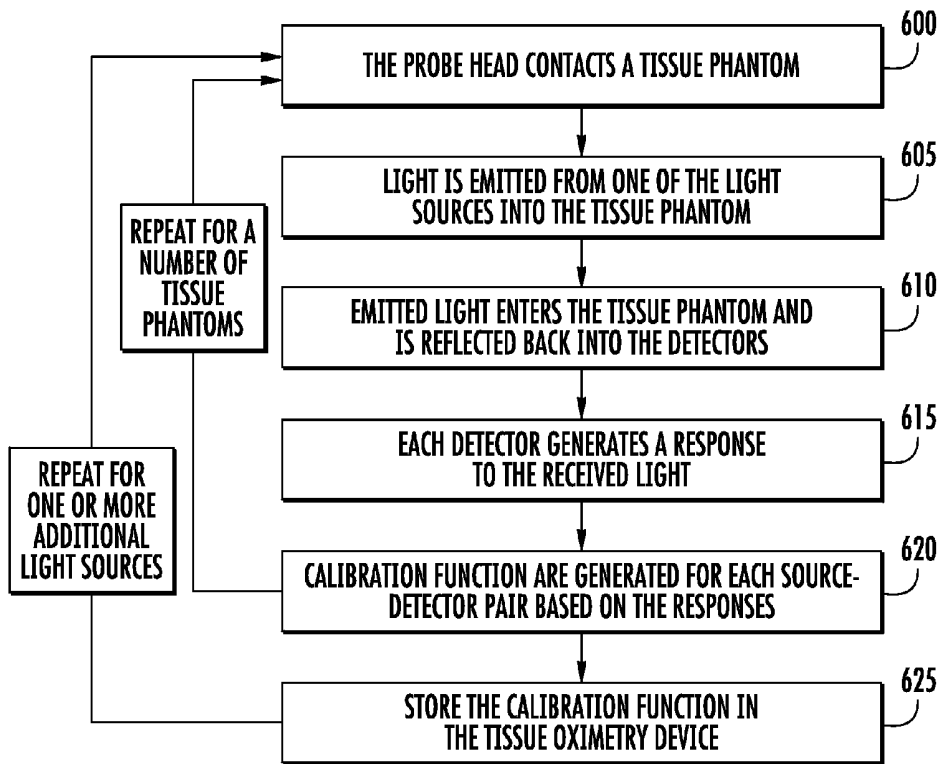 600
THE PROBE HEAD CONTACTS A TISSUE PHANTOM
605
LIGHT IS EMITTED FROM ONE OF THE LIGHT
SOURCES INTO THE TISSUE PHANTOM
REPEAT FOR A
NUMBER OF
TISSUE
PHANTOMS
610
EMITTED LIGHT ENTERS THE TISSUE PHANTOM AND
IS REFLECTED BACK INTO THE DETECTORS
615
EACH DETECTOR GENERATES A RESPONSE
TO THE RECEIVED LIGHT
REPEAT FOR
ONE OR MORE
ADDITIONAL
LIGHT SOURCES
620
CALIBRATION FUNCTION ARE GENERATED FOR EACH SOURCE-
DETECTOR PAIR BASED ON THE RESPONSES
625
STORE THE CALIBRATION FUNCTION IN
THE TISSUE OXIMETRY DEVICE